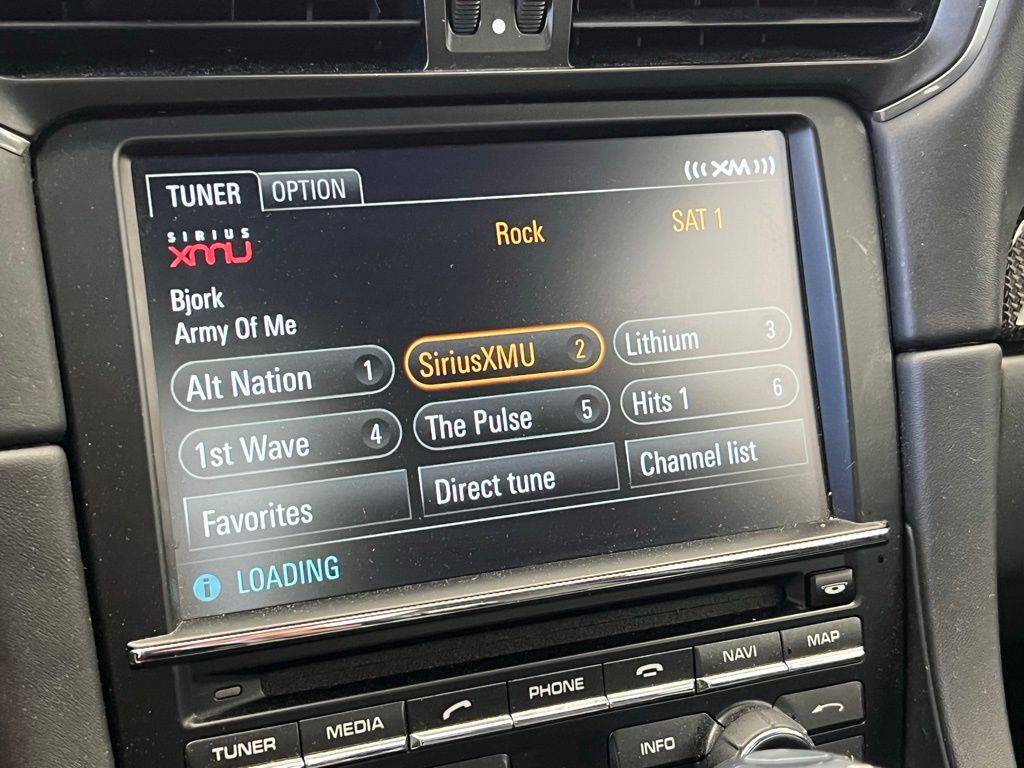 TUNER OPTION
(((XM)))
SIRIUS
xmu
Rock
SAT 1
Bjork
Army Of Me
Alt Nation 1
SiriusXMU 2
Lithium 3
1st Wave 4
The Pulse 5
Hits 1 6
Favorites
Direct tune
Channel list
i LOADING
TUNER
MEDIA
PHONE
NAVI
MAP
INFO